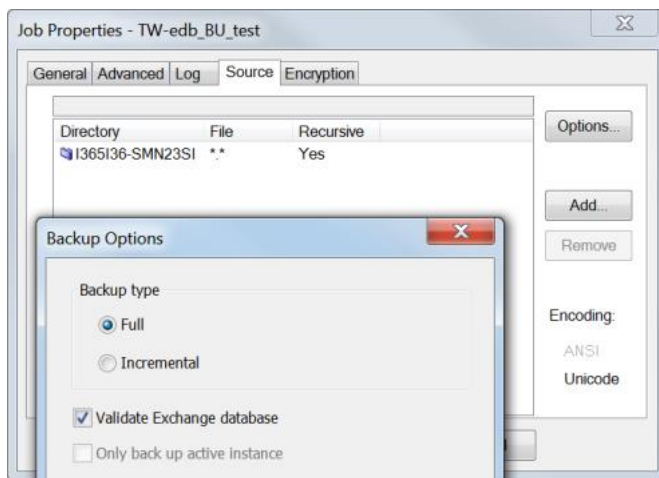 Job Properties - TW-edb_BU_test
General Advanced Log Source Encryption
Directory File Recursive
I365I36-SMN23SI *.* Yes
Options...
Add...
Remove
Encoding:
ANSI
Unicode
Backup Options
Backup type
Full
Incremental
Validate Exchange database
Only back up active instance